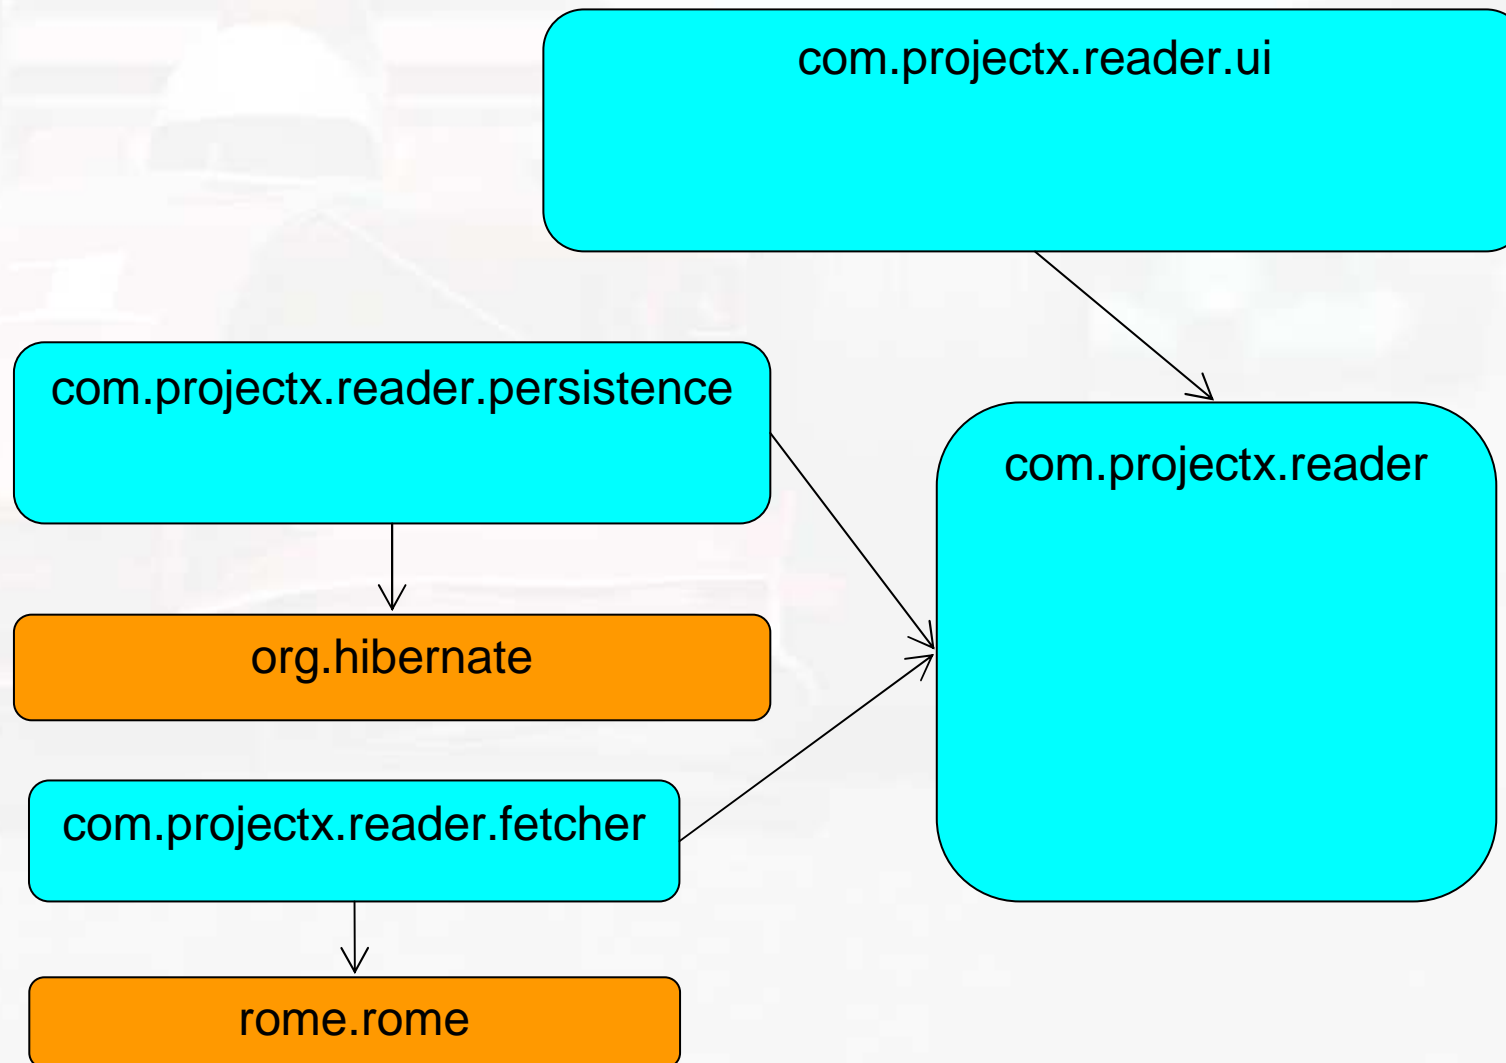 com.projectx.reader.ui
com.projectx.reader.persistence
com.projectx.reader
org.hibernate
com.projectx.reader.fetcher
rome.rome